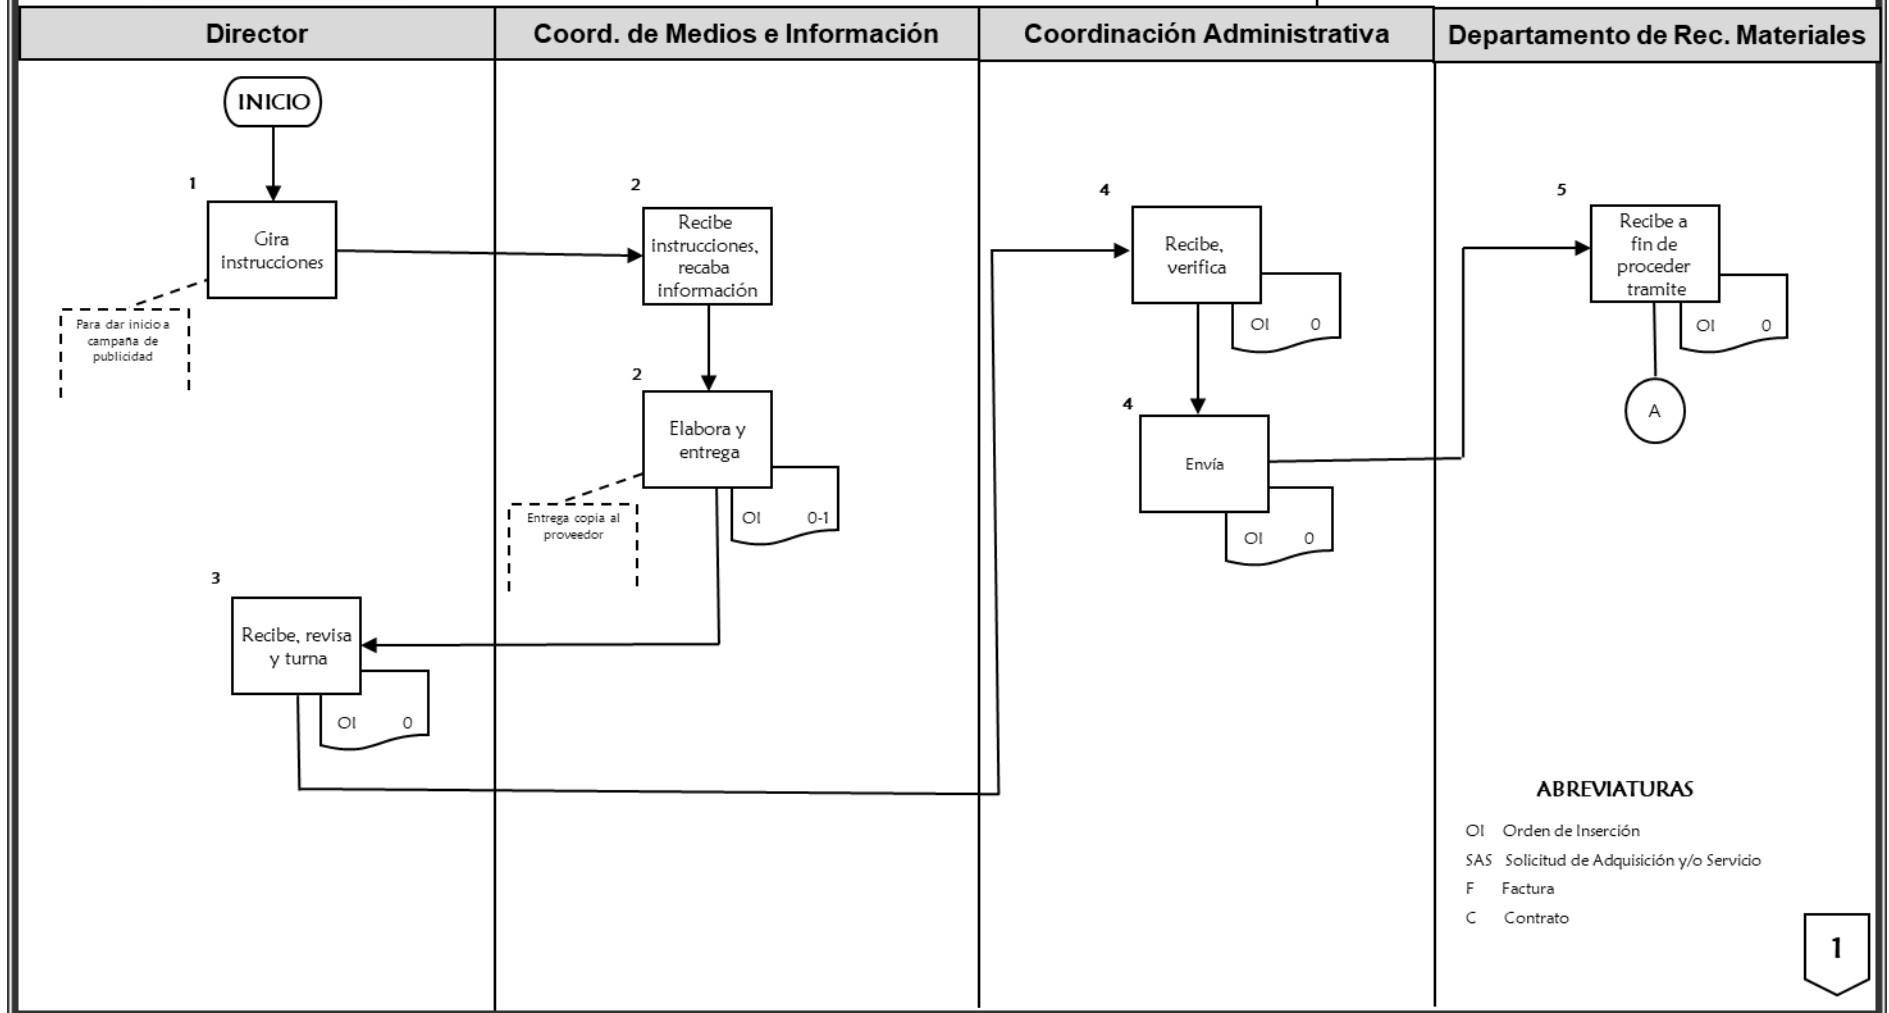 Director
Coord. de Medios e Información
Coordinación Administrativa
Departamento de Rec. Materiales
INICIO
1
Gira
instrucciones
Para dar inicio a
campaña de
publicidad
2
Recibe
instrucciones,
recaba
información
2
Elabora y
entrega
OI 0-1
Entrega copia al
proveedor
3
Recibe, revisa
y turna
OI 0
4
Recibe,
verifica
OI 0
4
Envía
OI 0
5
Recibe a
fin de
proceder
tramite
OI 0
A
ABREVIATURAS
OI Orden de Inserción
SAS Solicitud de Adquisición y/o Servicio
F Factura
C Contrato
1